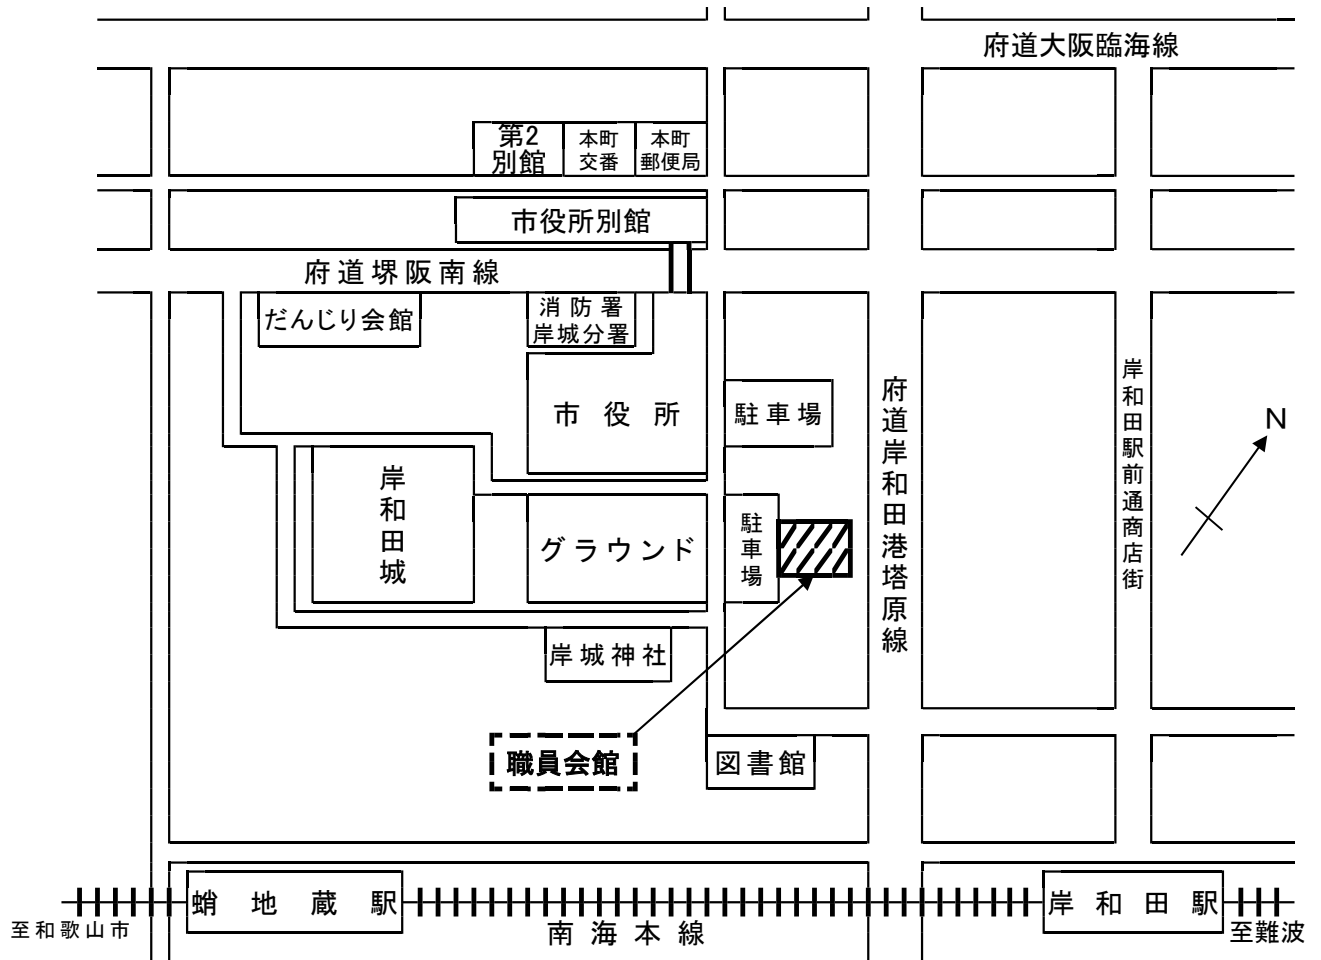 府道大阪臨海線
第2
別館
本町
交番
本町
郵便局
市役所別館
府道堺阪南線
だんじり会館
消防署
岸城分署
市役所
駐車場
府道岸和田港塔原線
岸和田駅前通商店街
N
岸和田城
グラウンド
駐車場
岸城神社
職員会館
図書館
蛸地蔵駅
岸和田駅
至和歌山市
南海本線
至難波